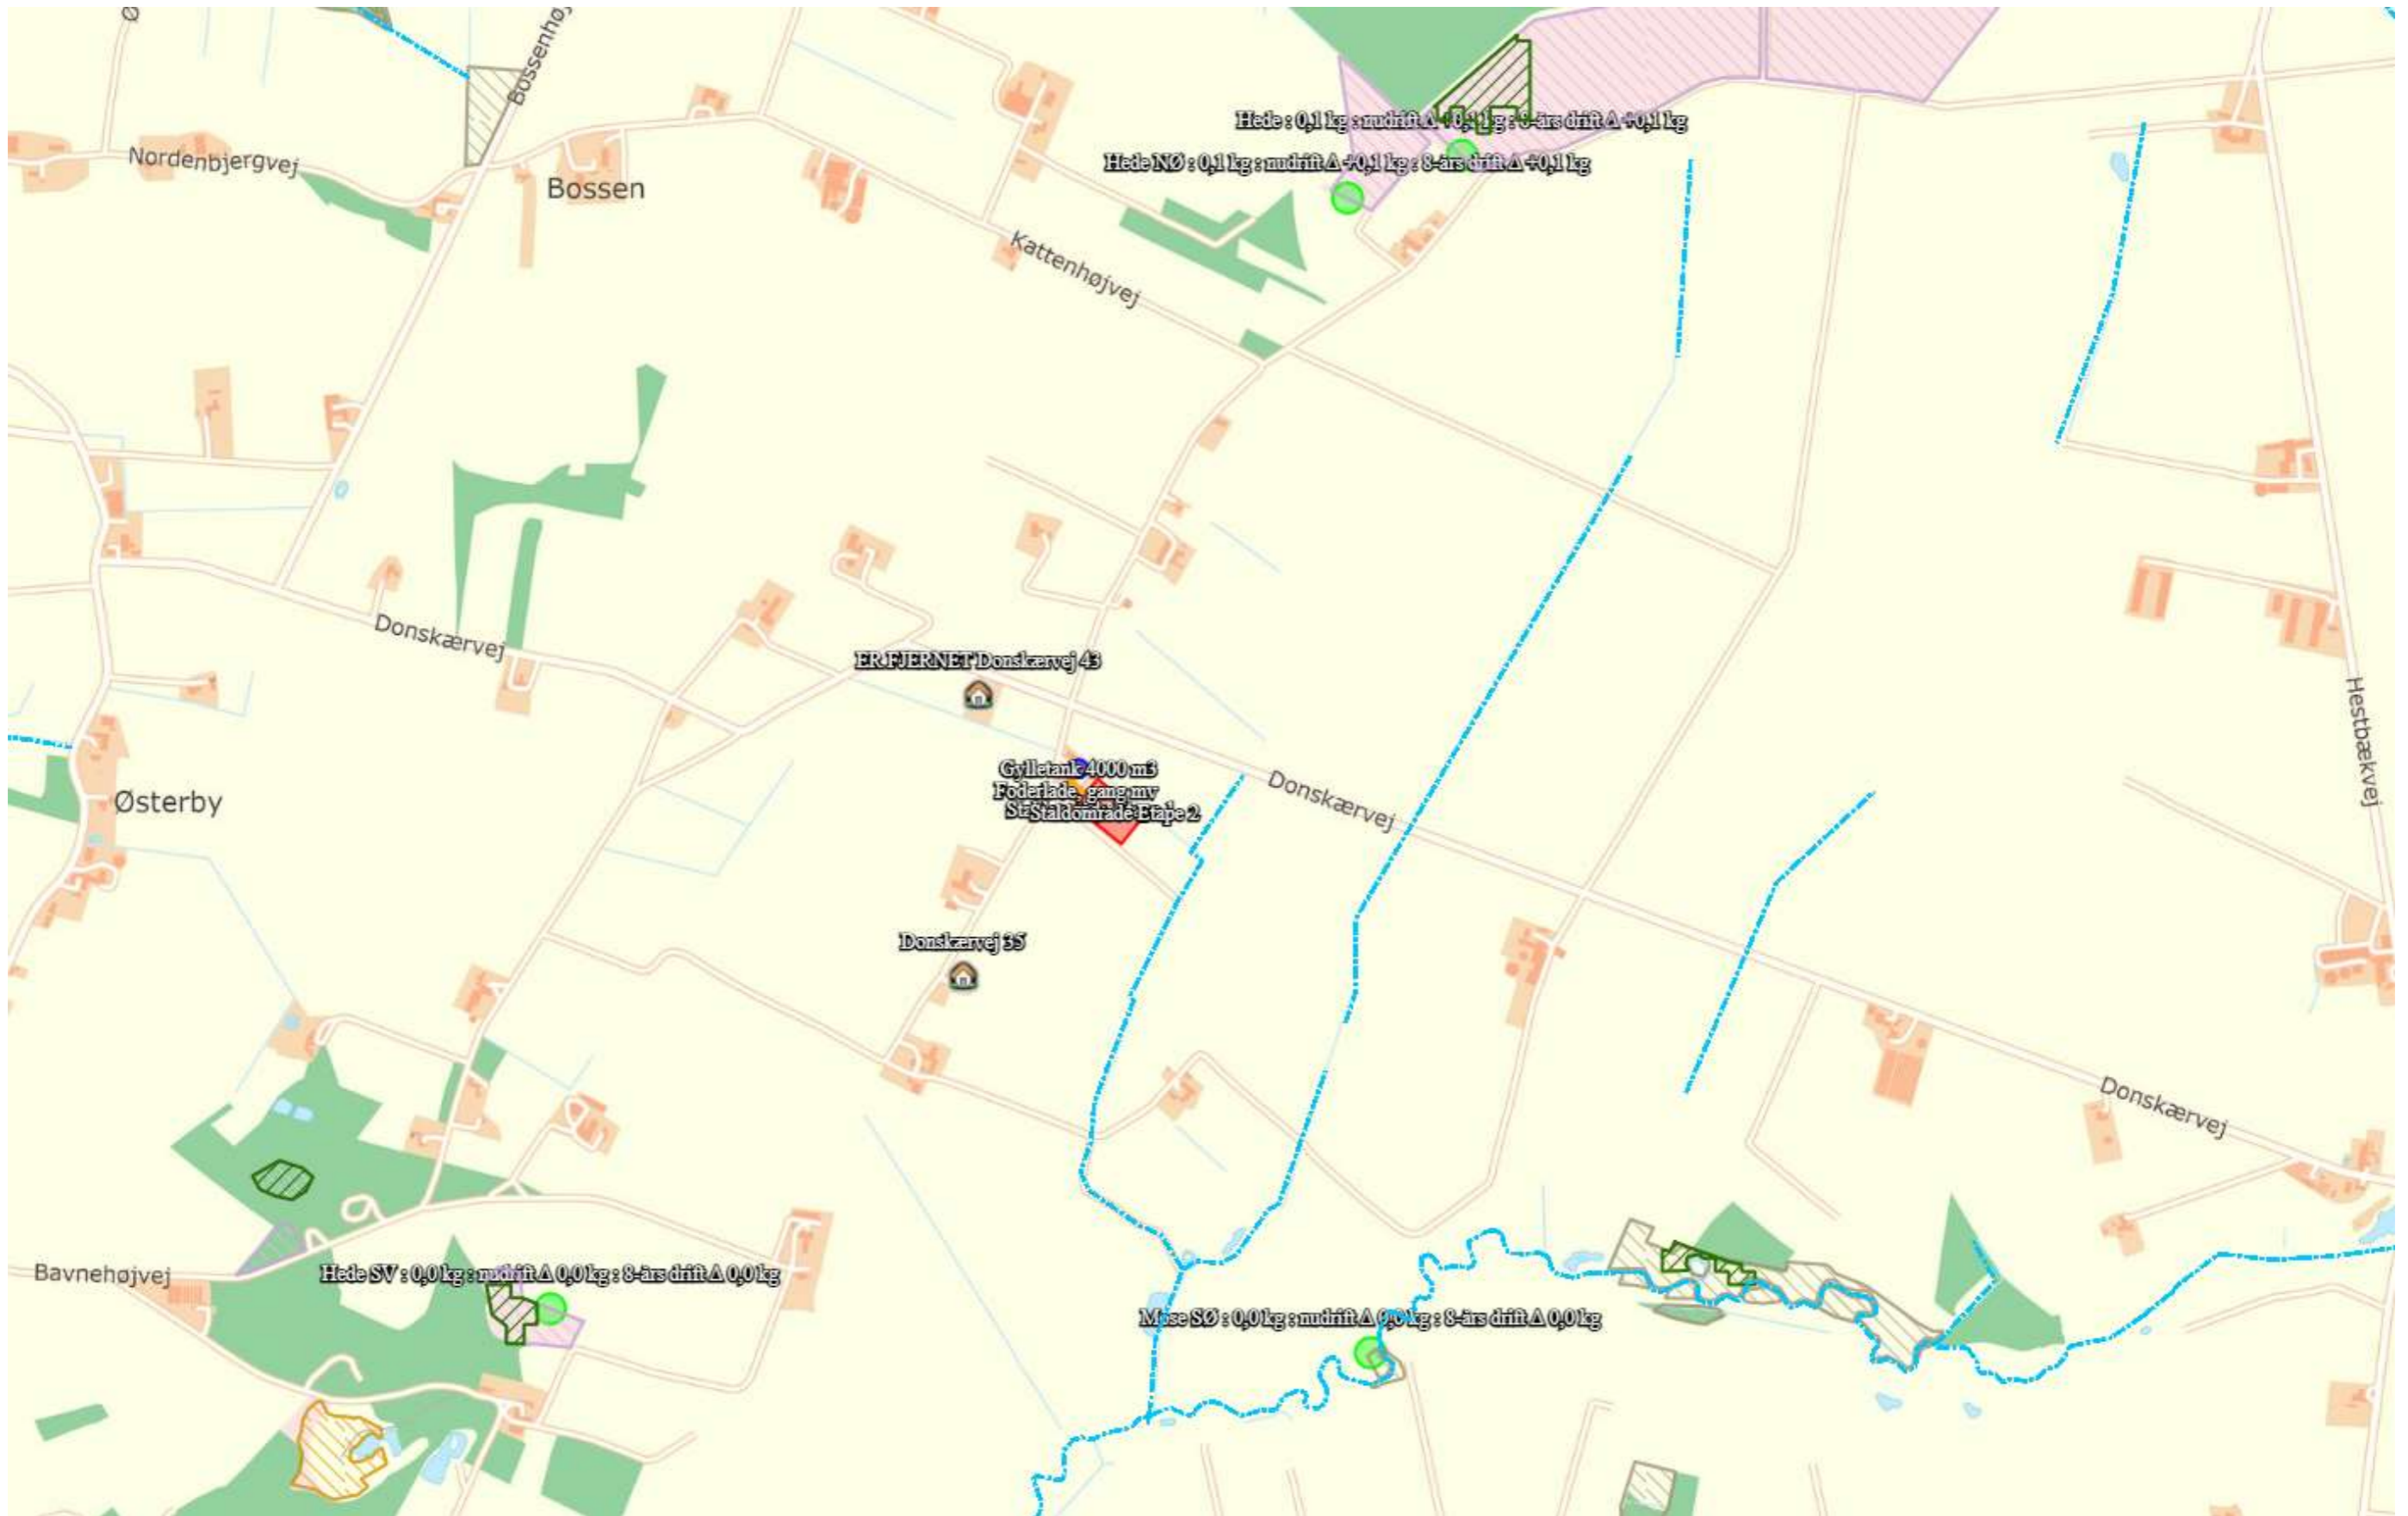 Ø
Bossenhøj
Hede : 0,1 kg : nudrift Δ +0,1 kg : 8-års drift Δ +0,1 kg
Nordenbjergvej
Bossen
Hede NØ : 0,1 kg : nudrift Δ +0,1 kg : 8-års drift Δ +0,1 kg
Kattenhøjvej
Donskærvej
ER FJERNET Donskærvej 43
Hestbækvej
Gylletank 4000 m3
Foderlade, gang mv
Staldområde Etape 2
Donskærvej
Østerby
Donskærvej 35
Donskærvej
Bavnehøjvej
Hede SV : 0,0 kg : nudrift Δ 0,0 kg : 8-års drift Δ 0,0 kg
Mose SØ : 0,0 kg : nudrift Δ 0,0 kg : 8-års drift Δ 0,0 kg